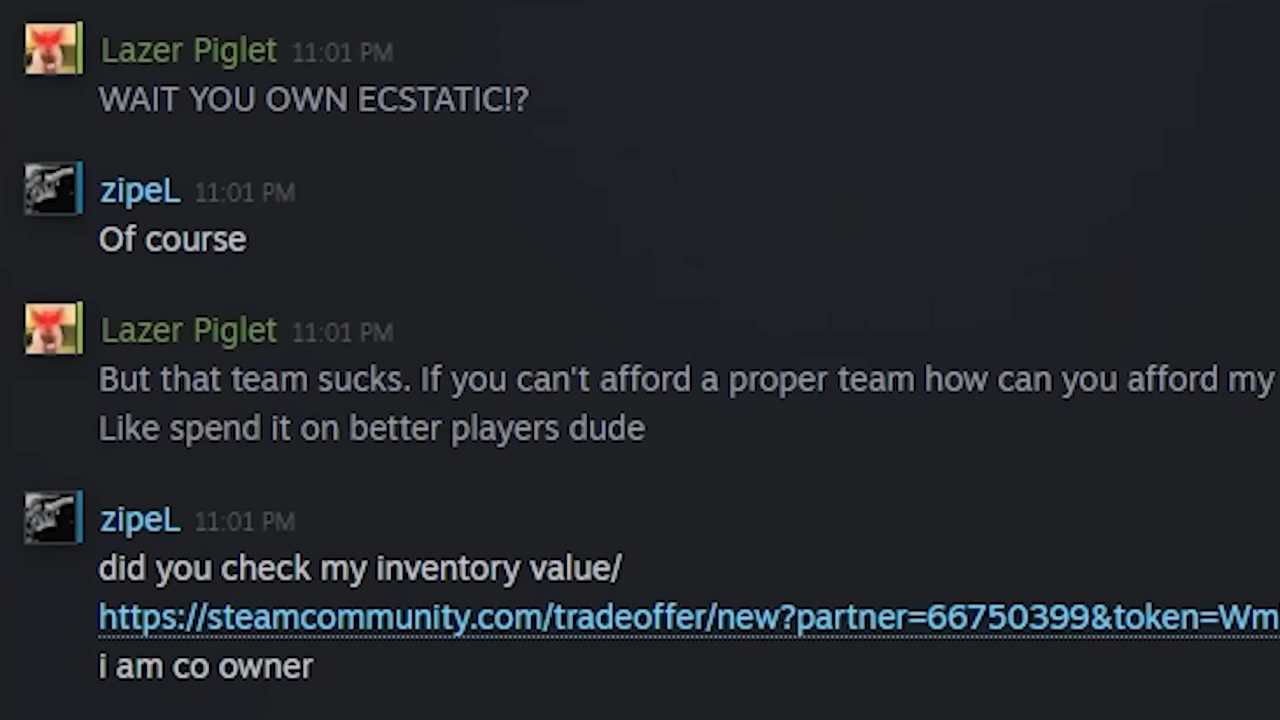 Lazer Piglet 11:01 PM
WAIT YOU OWN ECSTATIC!?
zipeL 11:01 PM
Of course
Lazer Piglet 11:01 PM
But that team sucks. If you can't afford a proper team how can you afford my
Like spend it on better players dude
zipeL 11:01 PM
did you check my inventory value/
https://steamcommunity.com/tradeoffer/new?partner=66750399&token=Wm
i am co owner